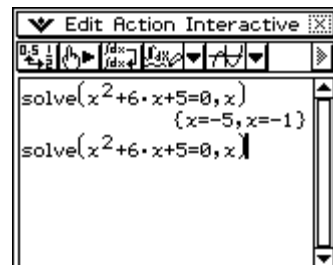 Edit Action Interactive
solve(x²+6·x+5=0,x)
{x=-5,x=-1}
solve(x²+6·x+5=0,x)